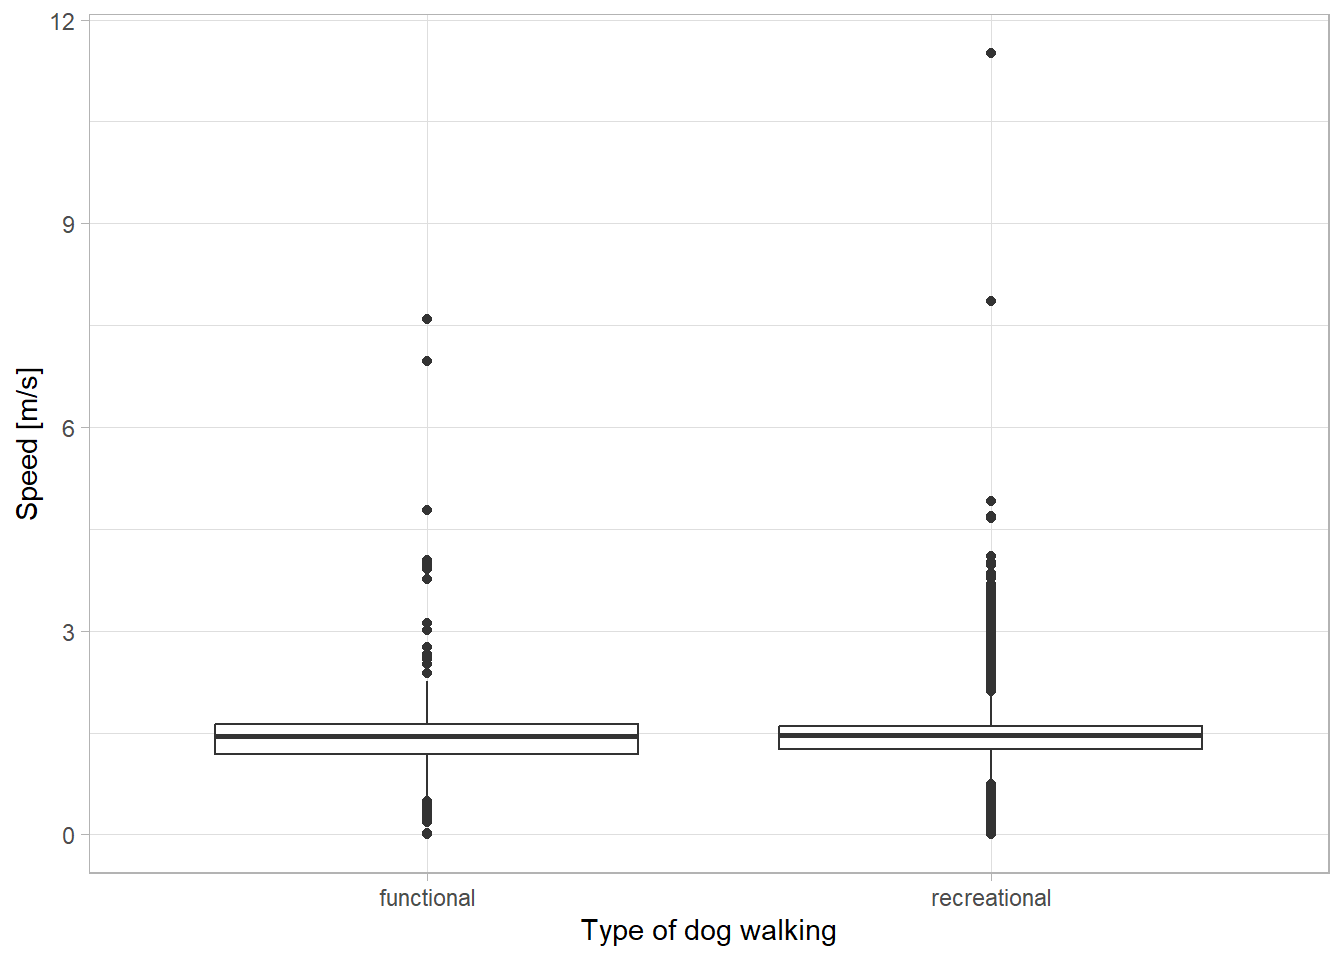 12
9
6
3
0
Speed [m/s]
functional
recreational
Type of dog walking